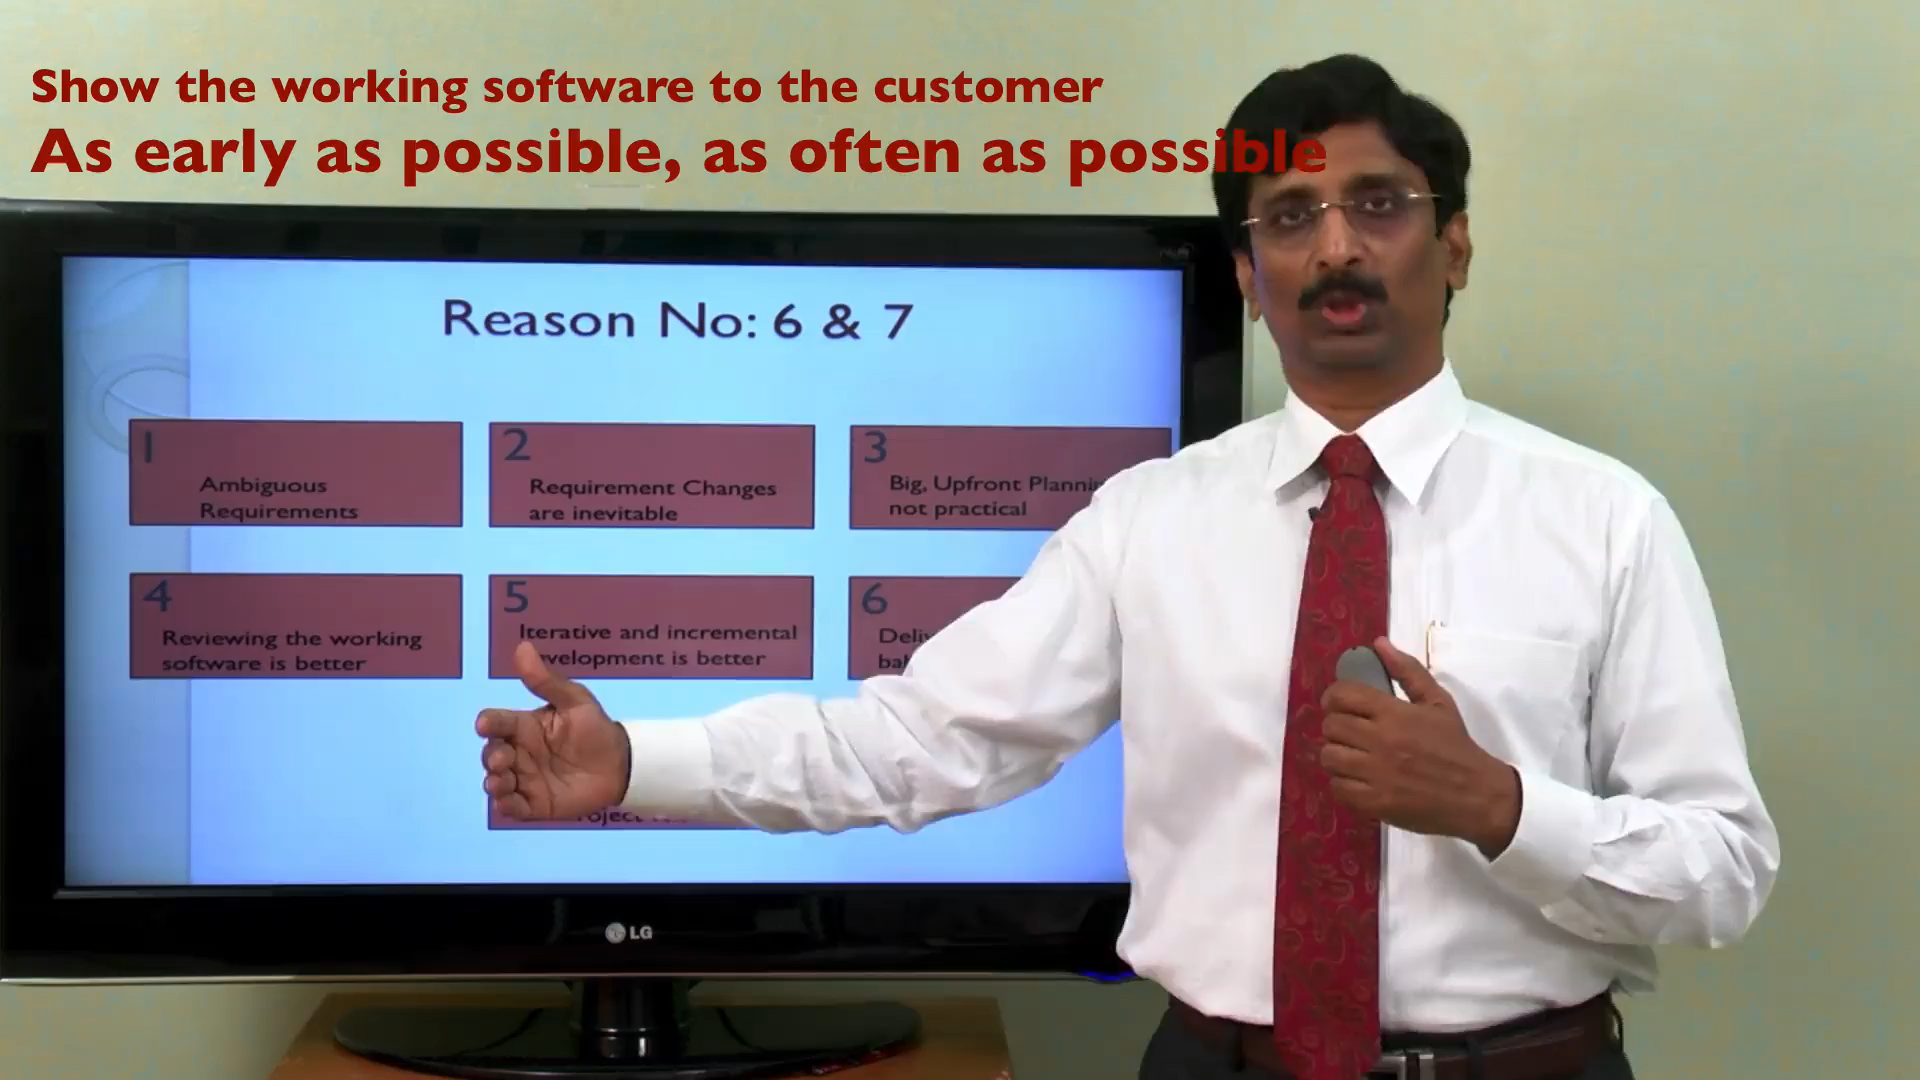 Show the working software to the customer
As early as possible, as often as possible
Reason No: 6 & 7
1
Ambiguous
Requirements
2
Requirement Changes
are inevitable
3
Big, Upfront
not practical
4
Reviewing the working
software is better
5
Iterative and incremental
is better
6
LG